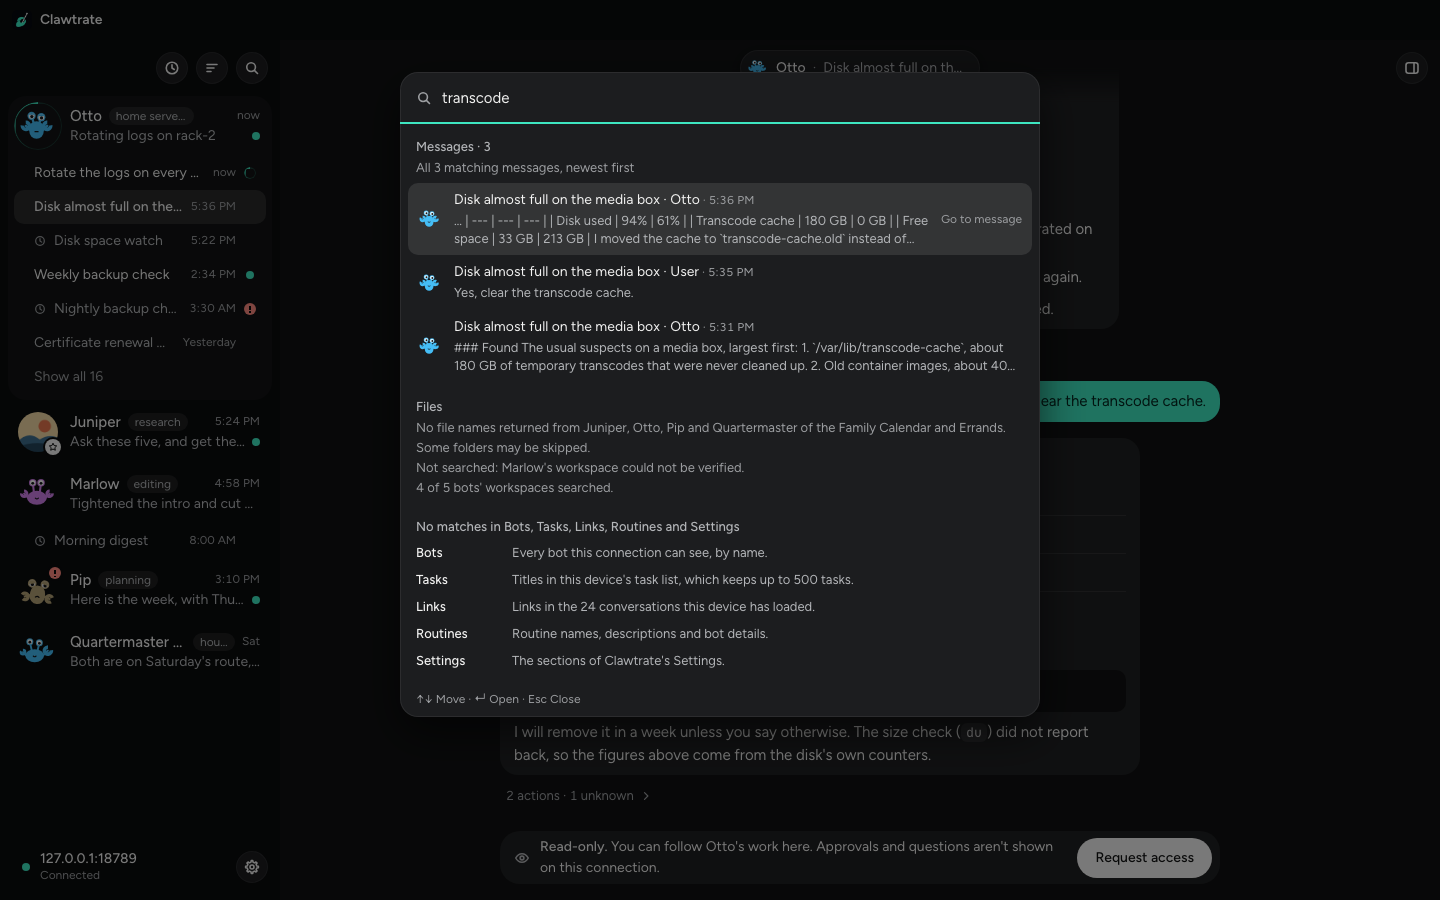 Clawtrate
Otto home serve... now
Rotating logs on rack-2
Rotate the logs on every ... now
Disk almost full on the... 5:36 PM
Disk space watch 5:22 PM
Weekly backup check 2:34 PM
Nightly backup ch... 3:30 AM
Certificate renewal ... Yesterday
Show all 16
Juniper research 5:24 PM
Ask these five, and get the...
Marlow editing 4:58 PM
Tightened the intro and cut ...
Morning digest 8:00 AM
Pip planning 3:10 PM
Here is the week, with Thu...
Quartermaster ... hou... Sat
Both are on Saturday's route,...
127.0.0.1:18789
Connected
Otto · Disk almost full on th...
transcode
Messages · 3
All 3 matching messages, newest first
Disk almost full on the media box · Otto · 5:36 PM
... | --- | --- | --- | | Disk used | 94% | 61% | | Transcode cache | 180 GB | 0 GB | | Free
space | 33 GB | 213 GB | I moved the cache to `transcode-cache.old` instead of...
Go to message
Disk almost full on the media box · User · 5:35 PM
Yes, clear the transcode cache.
Disk almost full on the media box · Otto · 5:31 PM
### Found The usual suspects on a media box, largest first: 1. `/var/lib/transcode-cache`, about
180 GB of temporary transcodes that were never cleaned up. 2. Old container images, about 40...
Files
No file names returned from Juniper, Otto, Pip and Quartermaster of the Family Calendar and Errands.
Some folders may be skipped.
Not searched: Marlow's workspace could not be verified.
4 of 5 bots' workspaces searched.
No matches in Bots, Tasks, Links, Routines and Settings
Bots Every bot this connection can see, by name.
Tasks Titles in this device's task list, which keeps up to 500 tasks.
Links Links in the 24 conversations this device has loaded.
Routines Routine names, descriptions and bot details.
Settings The sections of Clawtrate's Settings.
↑↓ Move · ↵ Open · Esc Close
rated on
again.
ed.
ear the transcode cache.
I will remove it in a week unless you say otherwise. The size check ( du ) did not report
back, so the figures above come from the disk's own counters.
2 actions · 1 unknown >
Read-only. You can follow Otto's work here. Approvals and questions aren't shown
on this connection.
Request access